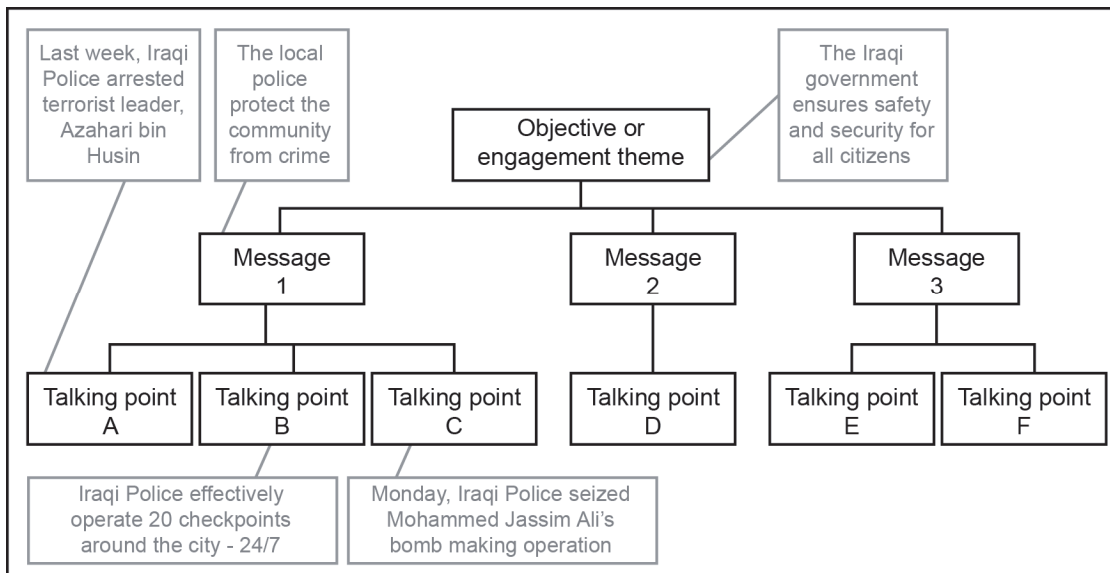 Last week, Iraqi
Police arrested
terrorist leader,
Azahari bin
Husin
The local
police
protect the
community
from crime
The Iraqi
government
ensures safety
and security for
all citizens
Objective or
engagement theme
Message
1
Message
2
Message
3
Talking point
A
Talking point
B
Talking point
C
Talking point
D
Talking point
E
Talking point
F
Iraqi Police effectively
operate 20 checkpoints
around the city - 24/7
Monday, Iraqi Police seized
Mohammed Jassim Ali’s
bomb making operation